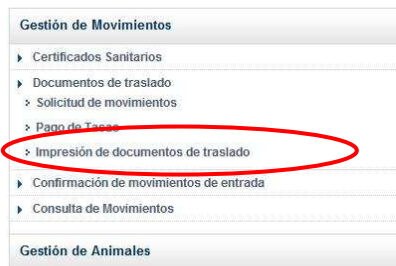 Gestión de Movimientos
Certificados Sanitarios
Documentos de traslado
Solicitud de movimientos
Pago de Tasas
Impresión de documentos de traslado
Confirmación de movimientos de entrada
Consulta de Movimientos
Gestión de Animales